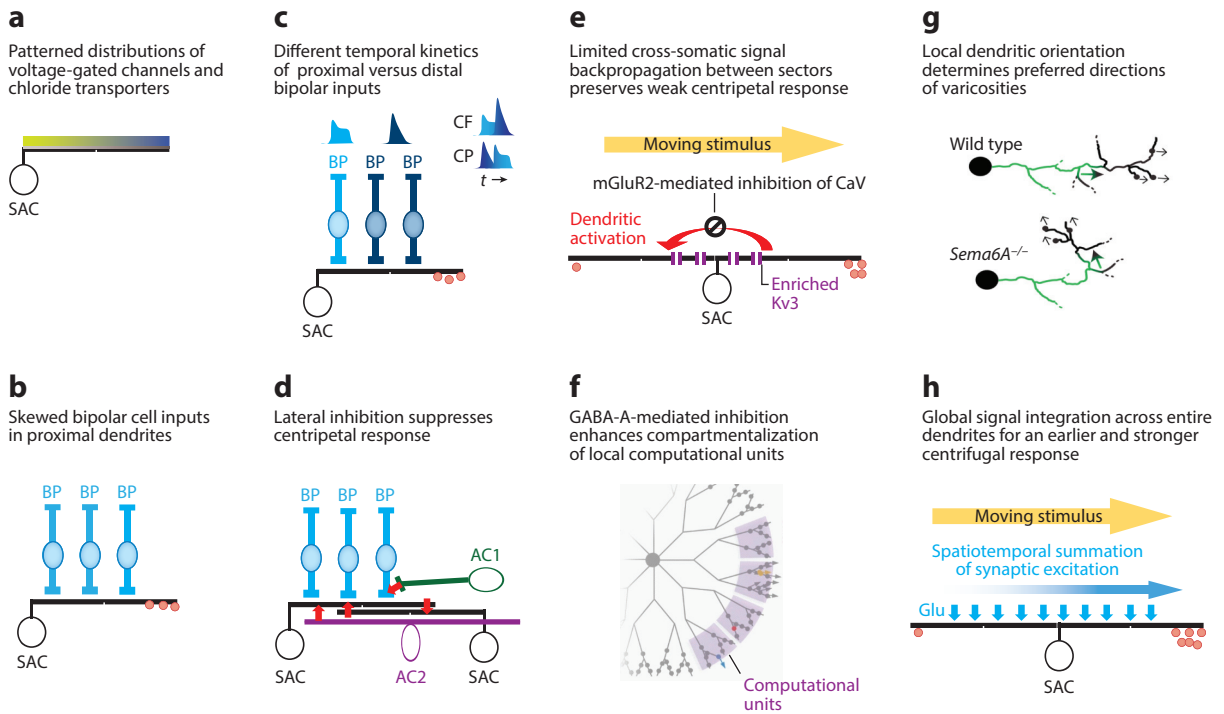 a
Patterned distributions of
voltage-gated channels and
chloride transporters
SAC
b
Skewed bipolar cell inputs
in proximal dendrites
BP BP BP
SAC
c
Different temporal kinetics
of proximal versus distal
bipolar inputs
CF
CP
t →
BP BP BP
SAC
d
Lateral inhibition suppresses
centripetal response
BP BP BP
AC1
SAC AC2 SAC
e
Limited cross-somatic signal
backpropagation between sectors
preserves weak centripetal response
Moving stimulus
mGluR2-mediated inhibition of CaV
Dendritic
activation
Enriched
Kv3
SAC
f
GABA-A-mediated inhibition
enhances compartmentalization
of local computational units
Computational
units
g
Local dendritic orientation
determines preferred directions
of varicosities
Wild type
Sema6A–/–
h
Global signal integration across entire
dendrites for an earlier and stronger
centrifugal response
Moving stimulus
Spatiotemporal summation
of synaptic excitation
Glu
SAC